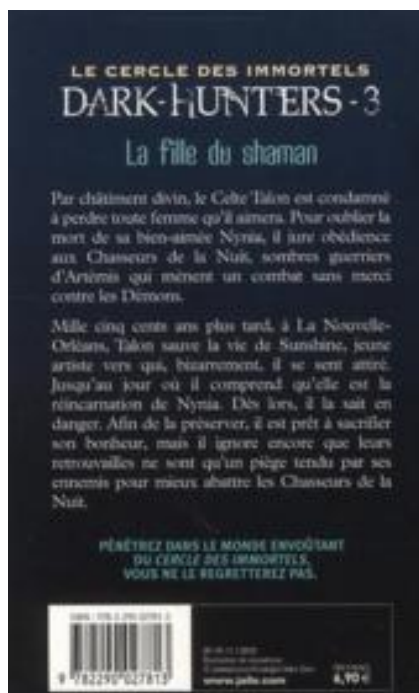 LE CERCLE DES IMMORTELS
DARK-HUNTERS - 3
La fille du shaman
Par châtiment divin, le Celte Talon est condamné
à perdre toute femme qu'il aimera. Pour oublier la
mort de sa bien-aimée Nynia, il jure obédience
aux Chasseurs de la Nuit, sombres guerriers
d'Artémis qui mènent un combat sans merci
contre les Démons.
Mille cinq cents ans plus tard, à La Nouvelle-
Orléans, Talon sauve la vie de Sunshine, jeune
artiste vers qui, bizarrement, il se sent attiré.
Jusqu'au jour où il comprend qu'elle est la
réincarnation de Nynia. Dès lors, il la sait en
danger. Afin de la préserver, il est prêt à sacrifier
son bonheur, mais il ignore encore que leurs
retrouvailles ne sont qu'un piège tendu par ses
ennemis pour mieux abattre les Chasseurs de la
Nuit.
PÉNÉTREZ DANS LE MONDE ENVOÛTANT
DU CERCLE DES IMMORTELS,
VOUS NE LE REGRETTEREZ PAS.
9 782290 027813
www.jailu.com
6,90 €